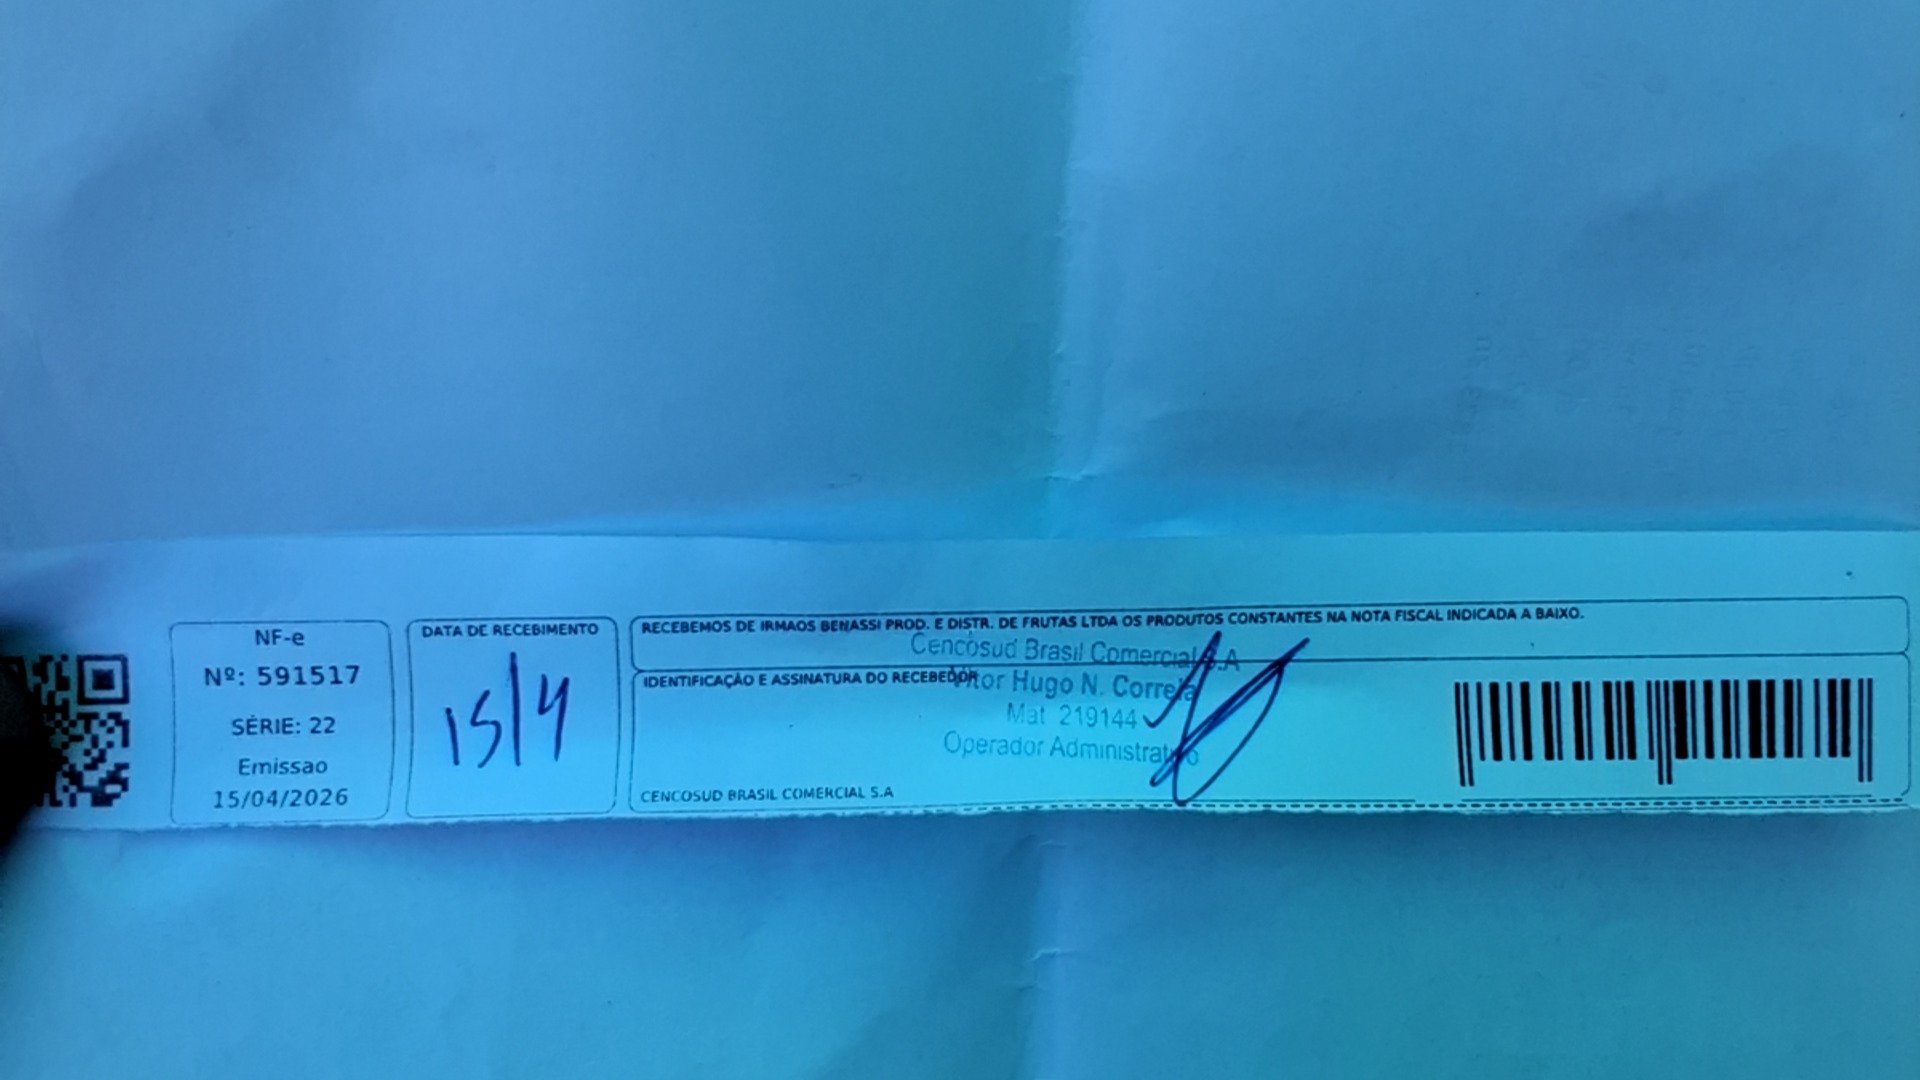 NF-e
Nº: 591517
SÉRIE: 22
Emissao
15/04/2026
DATA DE RECEBIMENTO
15/4
RECEBEMOS DE IRMAOS BENASSI PROD. E DISTR. DE FRUTAS LTDA OS PRODUTOS CONSTANTES NA NOTA FISCAL INDICADA A BAIXO.
Cencosud Brasil Comercial S.A
IDENTIFICAÇÃO E ASSINATURA DO RECEBEDOR
Vitor Hugo N. Correia
Mat 219144
Operador Administrativo
CENCOSUD BRASIL COMERCIAL S.A